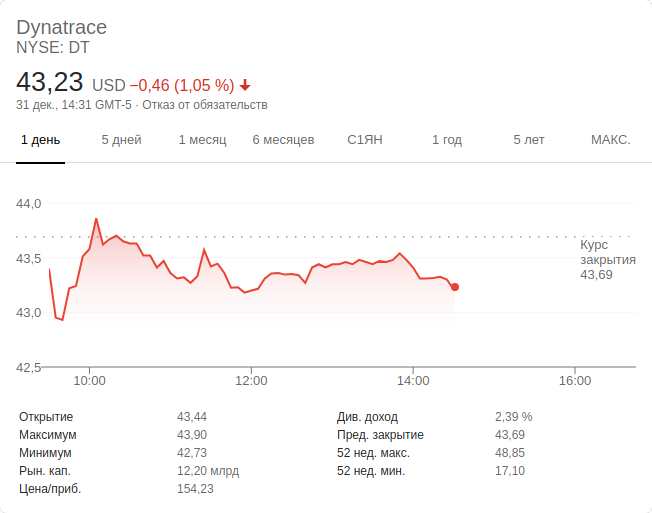 Dynatrace
NYSE: DT
43,23 USD −0,46 (1,05 %)
31 дек., 14:31 GMT-5 · Отказ от обязательств
1 день 5 дней 1 месяц 6 месяцев С1ЯН 1 год 5 лет МАКС.
44,0
43,5
43,0
42,5
Курс
закрытия
43,69
10:00 12:00 14:00 16:00
Открытие 43,44 Див. доход 2,39 %
Максимум 43,90 Пред. закрытие 43,69
Минимум 42,73 52 нед. макс. 48,85
Рын. кап. 12,20 млрд 52 нед. мин. 17,10
Цена/приб. 154,23